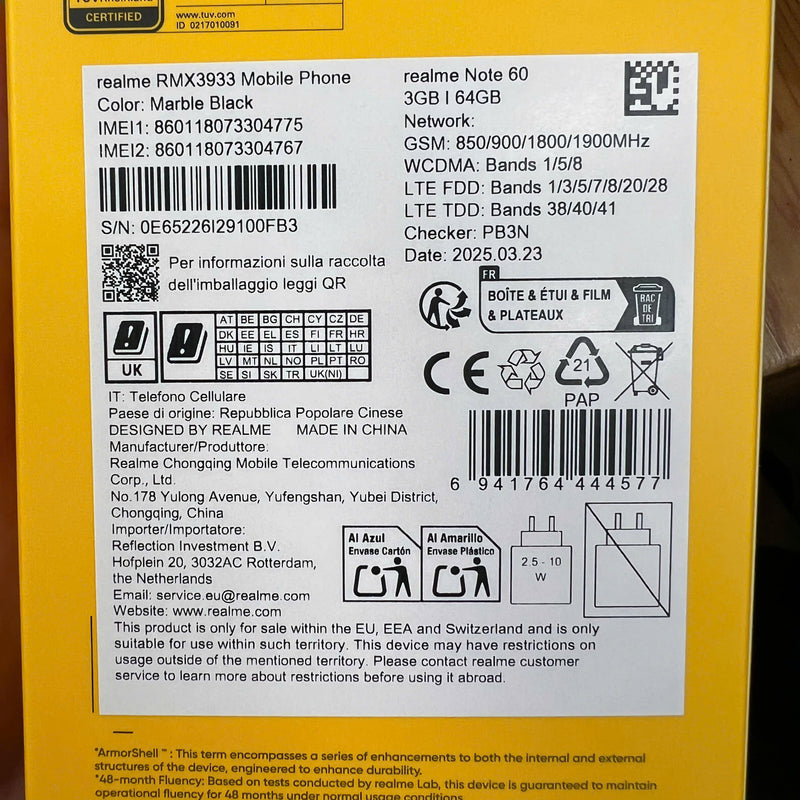 CERTIFIED
www.tuv.com
ID 0217010091
realme RMX3933 Mobile Phone
Color: Marble Black
IMEI1: 860118073304775
IMEI2: 860118073304767
S/N: 0E65226I29100FB3
Per informazioni sulla raccolta
dell'imballaggio leggi QR
realme Note 60
3GB I 64GB
Network:
GSM: 850/900/1800/1900MHz
WCDMA: Bands 1/5/8
LTE FDD: Bands 1/3/5/7/8/20/28
LTE TDD: Bands 38/40/41
Checker: PB3N
Date: 2025.03.23
FR
BOÎTE & ÉTUI & FILM
& PLATEAUX
BAC
DE
TRI
UK
AT BE BG CH CY CZ DE
DK EE EL ES FI FR HR
HU IE IS IT LI LT LU
LV MT NL NO PL PT RO
SE SI SK TR UK(NI)
CE
21
PAP
6 941764 444577
IT: Telefono Cellulare
Paese di origine: Repubblica Popolare Cinese
DESIGNED BY REALME MADE IN CHINA
Manufacturer/Produttore:
Realme Chongqing Mobile Telecommunications
Corp., Ltd.
No.178 Yulong Avenue, Yufengshan, Yubei District,
Chongqing, China
Importer/Importatore:
Reflection Investment B.V.
Hofplein 20, 3032AC Rotterdam,
the Netherlands
Email: service.eu@realme.com
Website: www.realme.com
Al Azul
Envase Cartón
Al Amarillo
Envase Plástico
2.5 - 10
W
This product is only for sale within the EU, EEA and Switzerland and is only
suitable for use within such territory. This device may have restrictions on
usage outside of the mentioned territory. Please contact realme customer
service to learn more about restrictions before using it abroad.
*ArmorShell™: This term encompasses a series of enhancements to both the internal and external
structures of the device, engineered to enhance durability.
*48-month Fluency: Based on tests conducted by realme Lab, this device is guaranteed to maintain
operational fluency for 48 months under normal usage conditions.